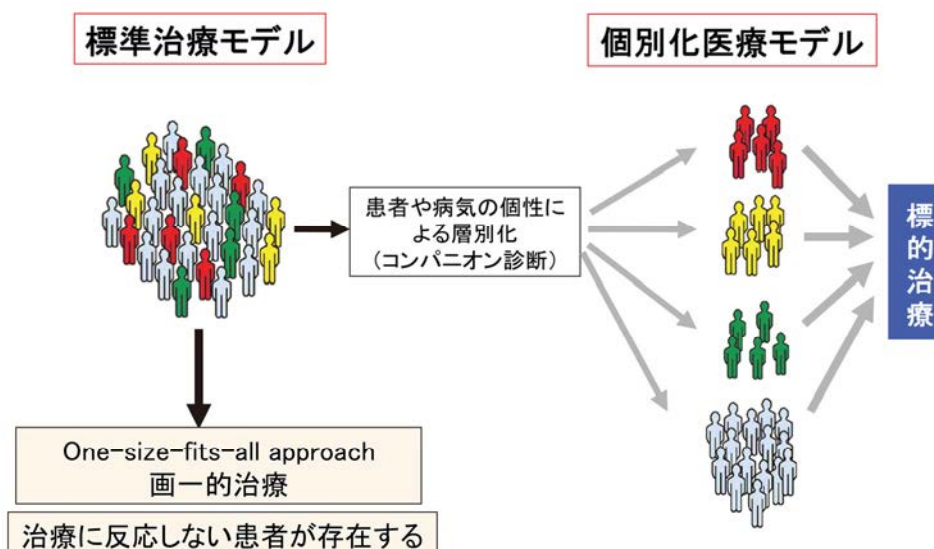 標準治療モデル
個別化医療モデル
患者や病気の個性に
よる層別化
（コンパニオン診断）
標的治療
One-size-fits-all approach
画一的治療
治療に反応しない患者が存在する